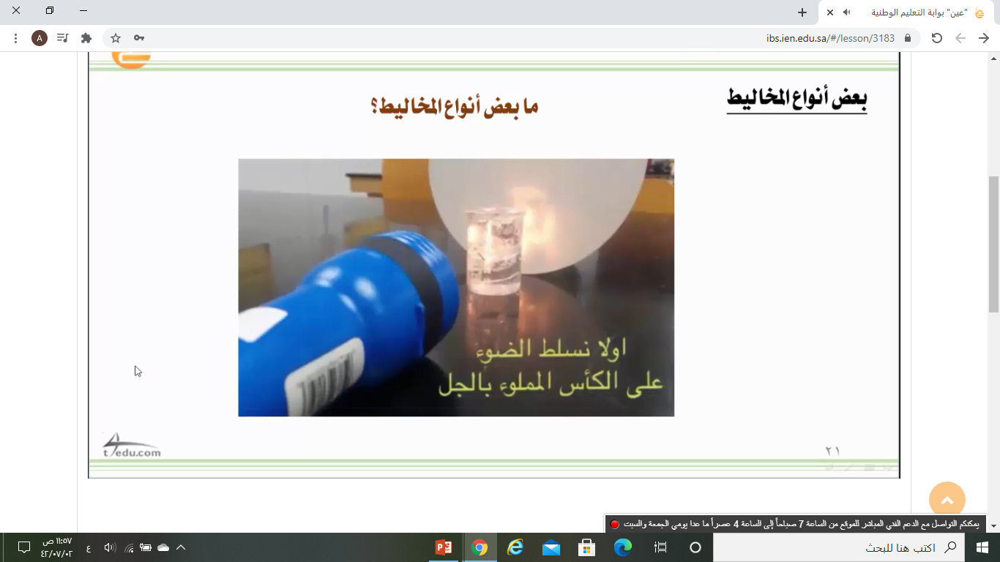 "عين" بوابة التعليم الوطنية
ibs.ien.edu.sa/#/lesson/3183
A
بعض أنواع المخاليط
ما بعض أنواع المخاليط؟
اولا نسلط الضوء
على الكأس المملوء بالجل
t4edu.com
٢١
يمكنكم التواصل مع الدعم الفني المباشر للموقع من الساعة 7 صباحاً إلى الساعة 4 عصراً ما عدا يومي الجمعة والسبت
اكتب هنا للبحث
ع
١١:٥٧ ص
٤٢/٠٧/٠٢